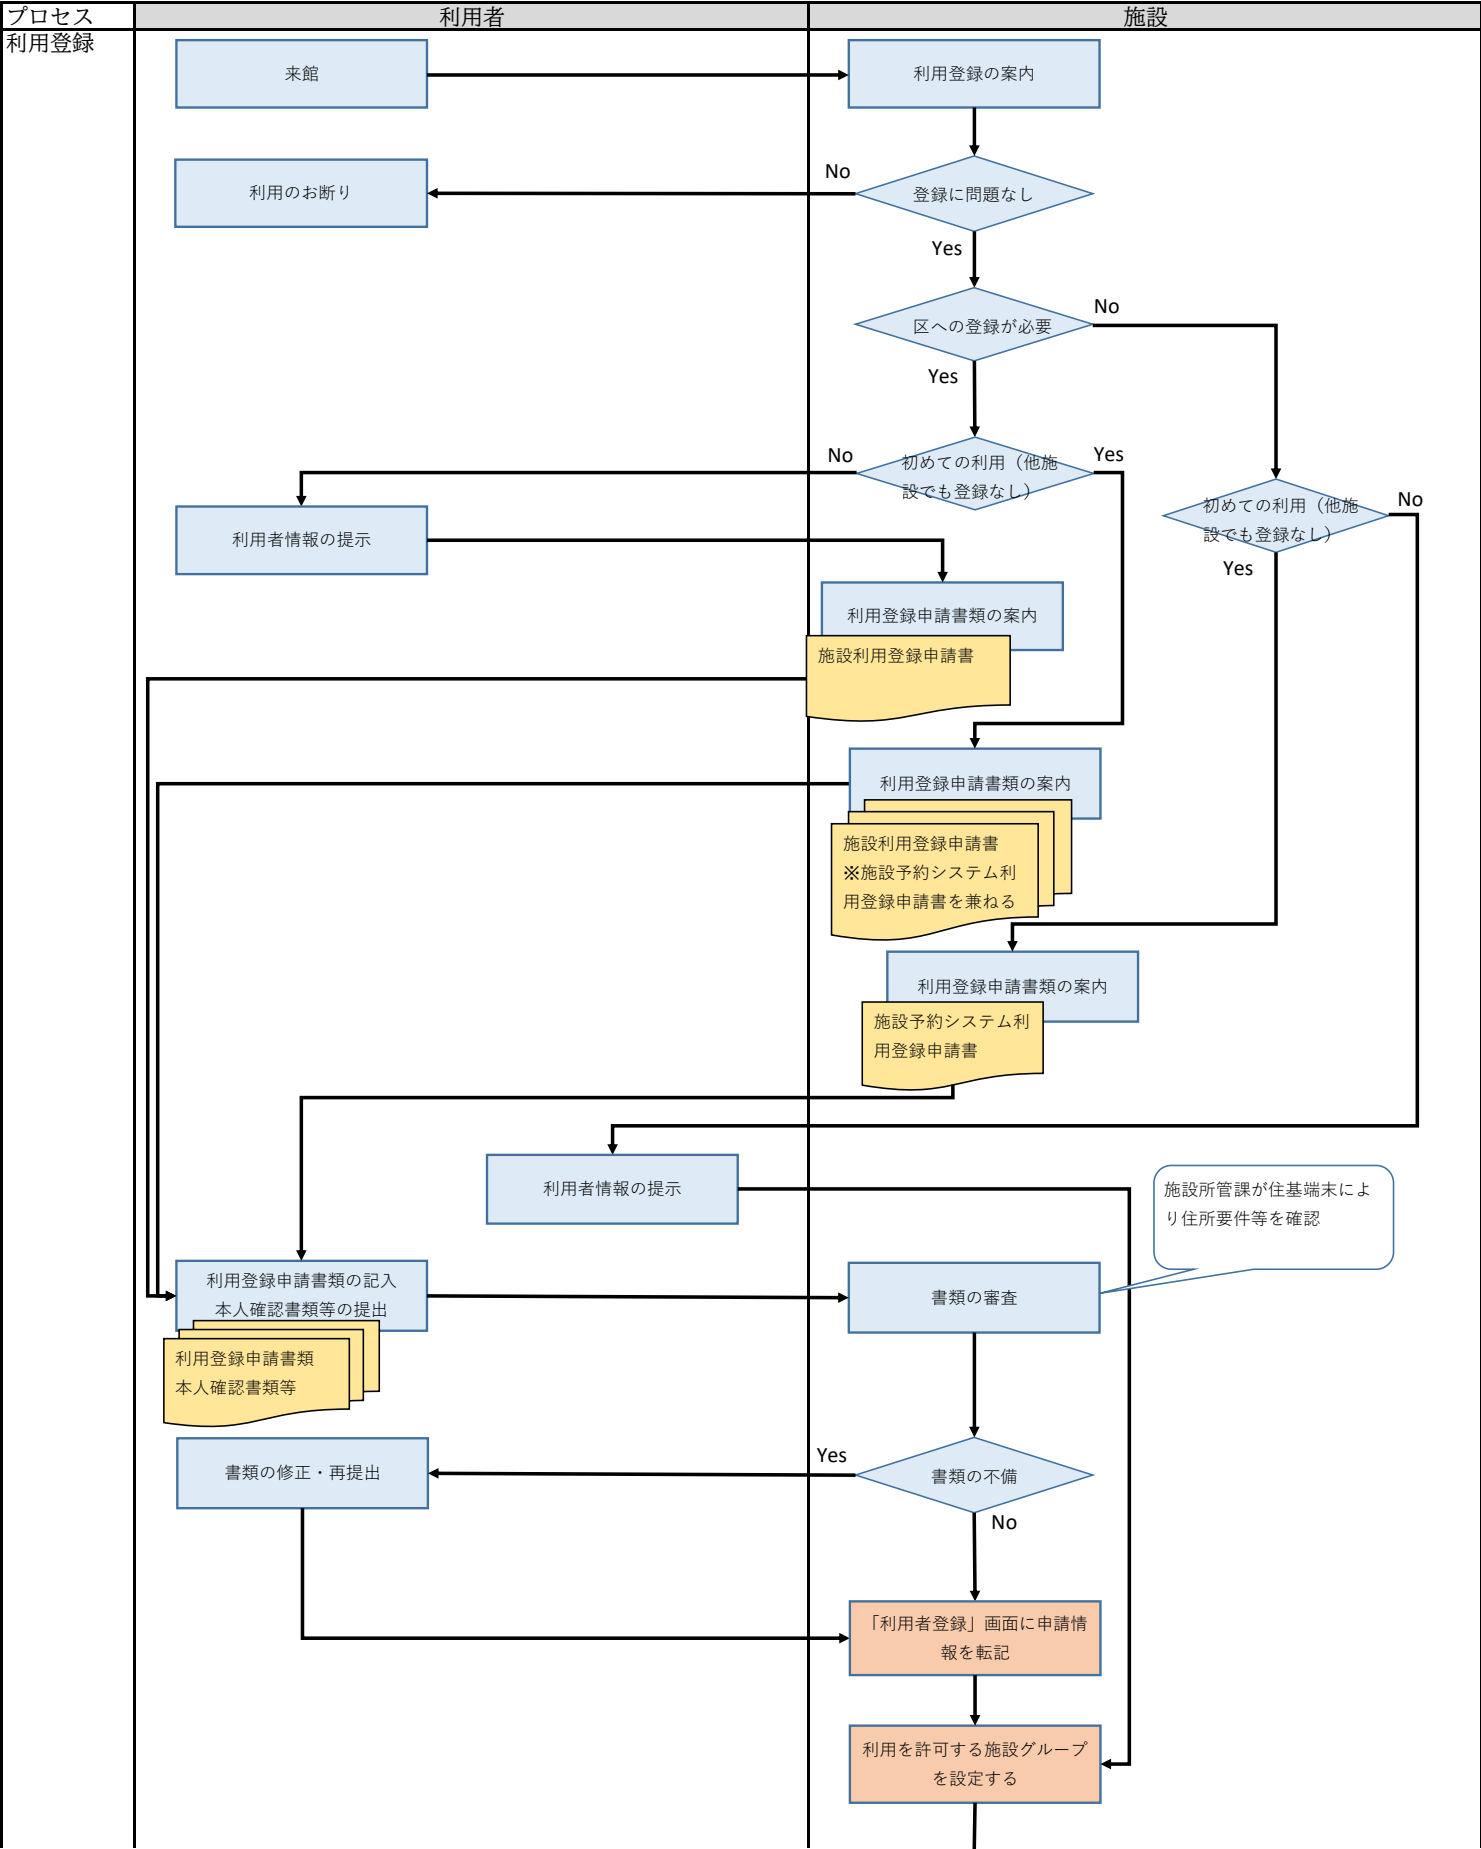 プロセス
利用者
施設
利用登録
来館
利用登録の案内
利用のお断り
No
登録に問題なし
Yes
区への登録が必要
No
Yes
No
初めての利用（他施
設でも登録なし）
Yes
初めての利用（他施
設でも登録なし）
No
Yes
利用者情報の提示
利用登録申請書類の案内
施設利用登録申請書
利用登録申請書類の案内
施設利用登録申請書
※施設予約システム利
用登録申請書を兼ねる
利用登録申請書類の案内
施設予約システム利
用登録申請書
利用者情報の提示
施設所管課が住基端末によ
り住所要件等を確認
利用登録申請書類の記入
本人確認書類等の提出
書類の審査
利用登録申請書類
本人確認書類等
書類の修正・再提出
Yes
書類の不備
No
「利用者登録」画面に申請情
報を転記
利用を許可する施設グループ
を設定する